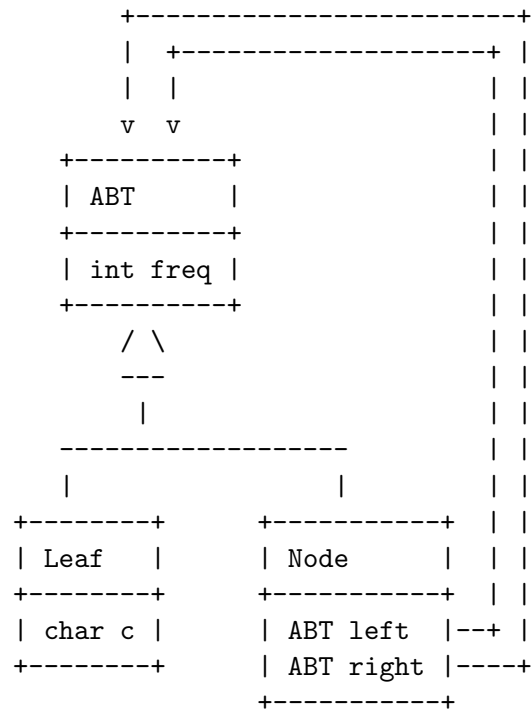 ABT
int freq
Leaf
Node
char c
ABT left
ABT right